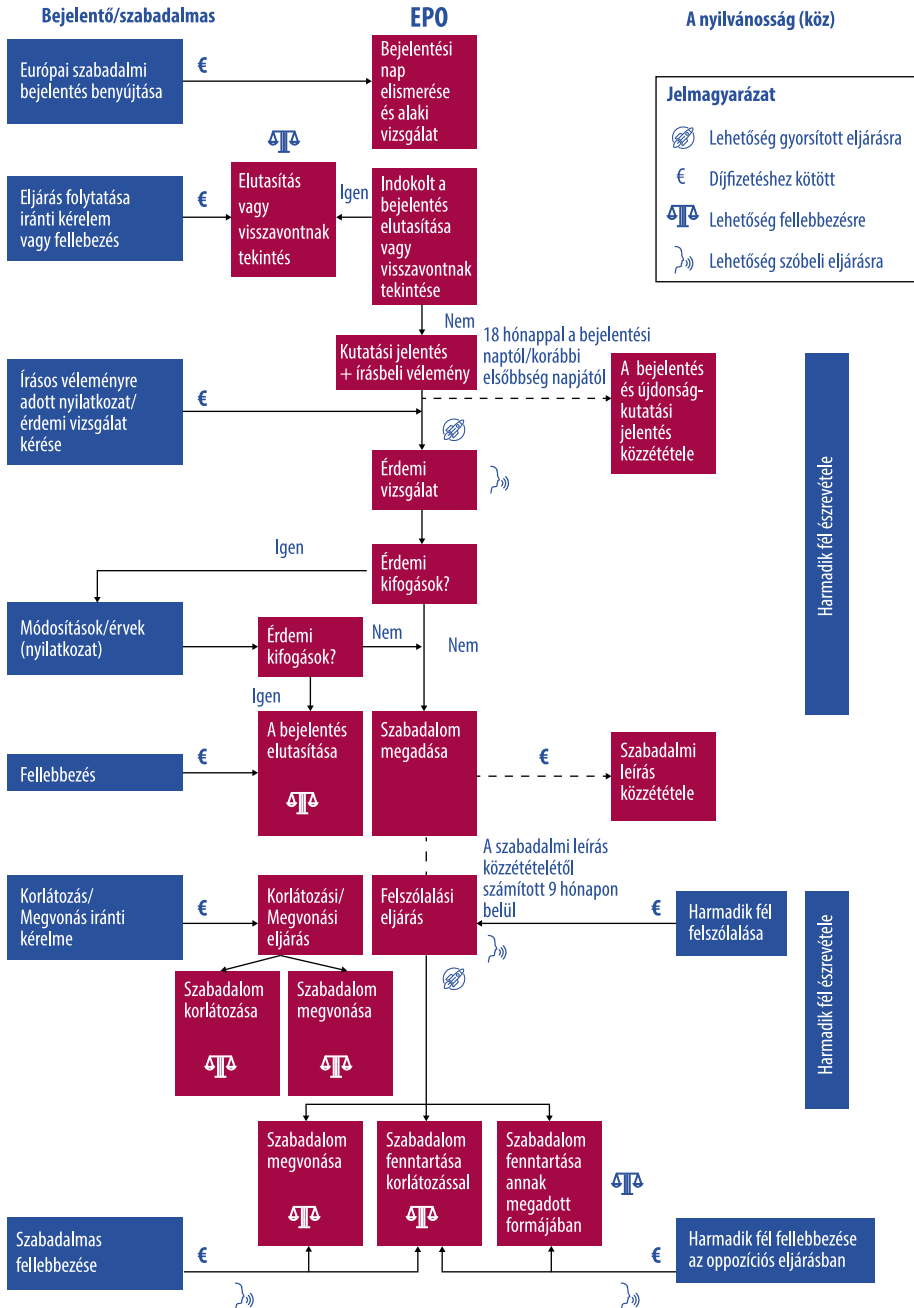 Bejelentő/szabadalmas
EPO
A nyilvánosság (köz)
Európai szabadalmi
bejelentés benyújtása
€
Bejelentési
nap
elismerése
és alaki
vizsgálat
Jelmagyarázat
Lehetőség gyorsított eljárásra
€ Díjfizetéshez kötött
Lehetőség fellebbezésre
Lehetőség szóbeli eljárásra
Eljárás folytatása
iránti kérelem
vagy fellebezés
€
Elutasítás
vagy
visszavontnak
tekintés
Igen
Indokolt a
bejelentés
elutasítása
vagy
visszavontnak
tekintése
Nem
Kutatási jelentés
+ írásbeli vélemény
18 hónappal a bejelentési
naptól/korábbi
elsőbbség napjától
A bejelentés
és újdonság-
kutatási
jelentés
közzététele
Írásos véleményre
adott nyilatkozat/
érdemi vizsgálat
kérése
€
Érdemi
vizsgálat
Harmadik fél észrevétele
Igen
Érdemi
kifogások?
Módosítások/érvek
(nyilatkozat)
Érdemi
kifogások?
Nem
Nem
Igen
A bejelentés
elutasítása
Szabadalom
megadása
€
Szabadalmi
leírás
közzététele
Fellebbezés
€
A szabadalmi leírás
közzétételétől
számított 9 hónapon
belül
Korlátozás/
Megvonás iránti
kérelme
€
Korlátozási/
Megvonási
eljárás
Felszólalási
eljárás
€
Harmadik fél
felszólalása
Harmadik fél észrevétele
Szabadalom
korlátozása
Szabadalom
megvonása
Szabadalom
megvonása
Szabadalom
fenntartása
korlátozással
Szabadalom
fenntartása
annak
megadott
formájában
Szabadalmas
fellebbezése
€
€
Harmadik fél fellebbezése
az oppozíciós eljárásban